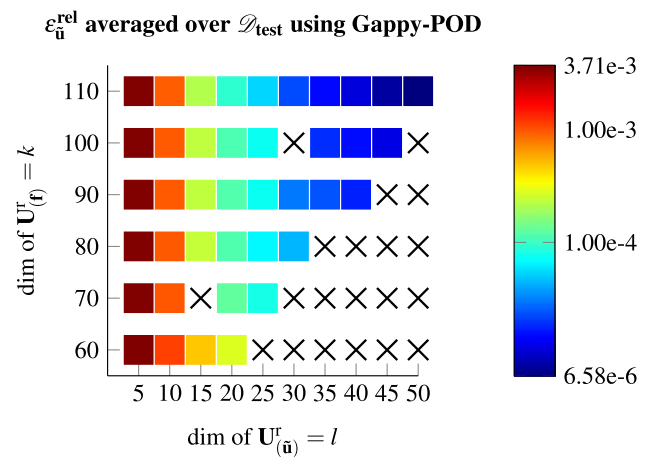 ε_ũ^rel averaged over 𝒟_test using Gappy-POD
dim of U^r_(f) = k
110
100
90
80
70
60
5 10 15 20 25 30 35 40 45 50
dim of U^r_(ũ) = l
3.71e-3
1.00e-3
1.00e-4
6.58e-6